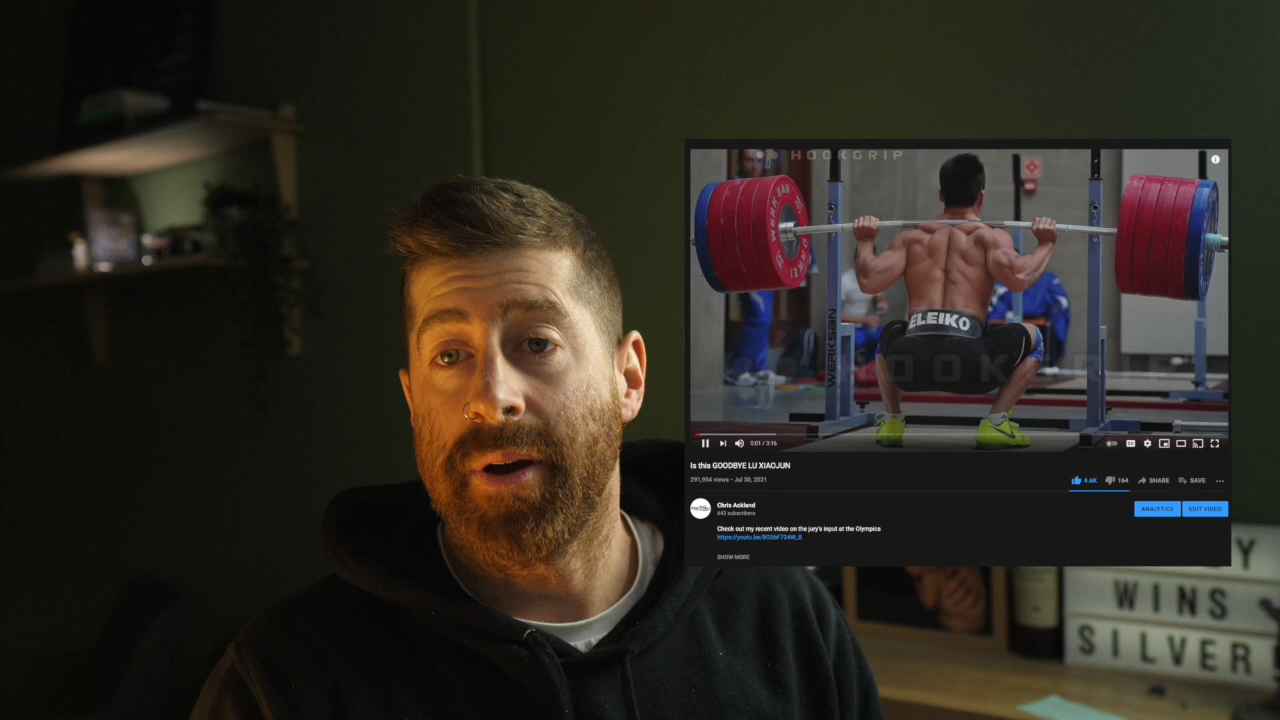 HOOKGRIP
WERKSAN
ELEIKO
WERKSAN
HOOKGRIP
0:01 / 3:16
Is this GOODBYE LU XIAOJUN
291,954 views • Jul 30, 2021
4.6K
164
SHARE
SAVE
Chris Ackland
643 subscribers
ANALYTICS
EDIT VIDEO
Check out my recent video on the jury's input at the Olympics
SHOW MORE
Y
WINS
SILVER